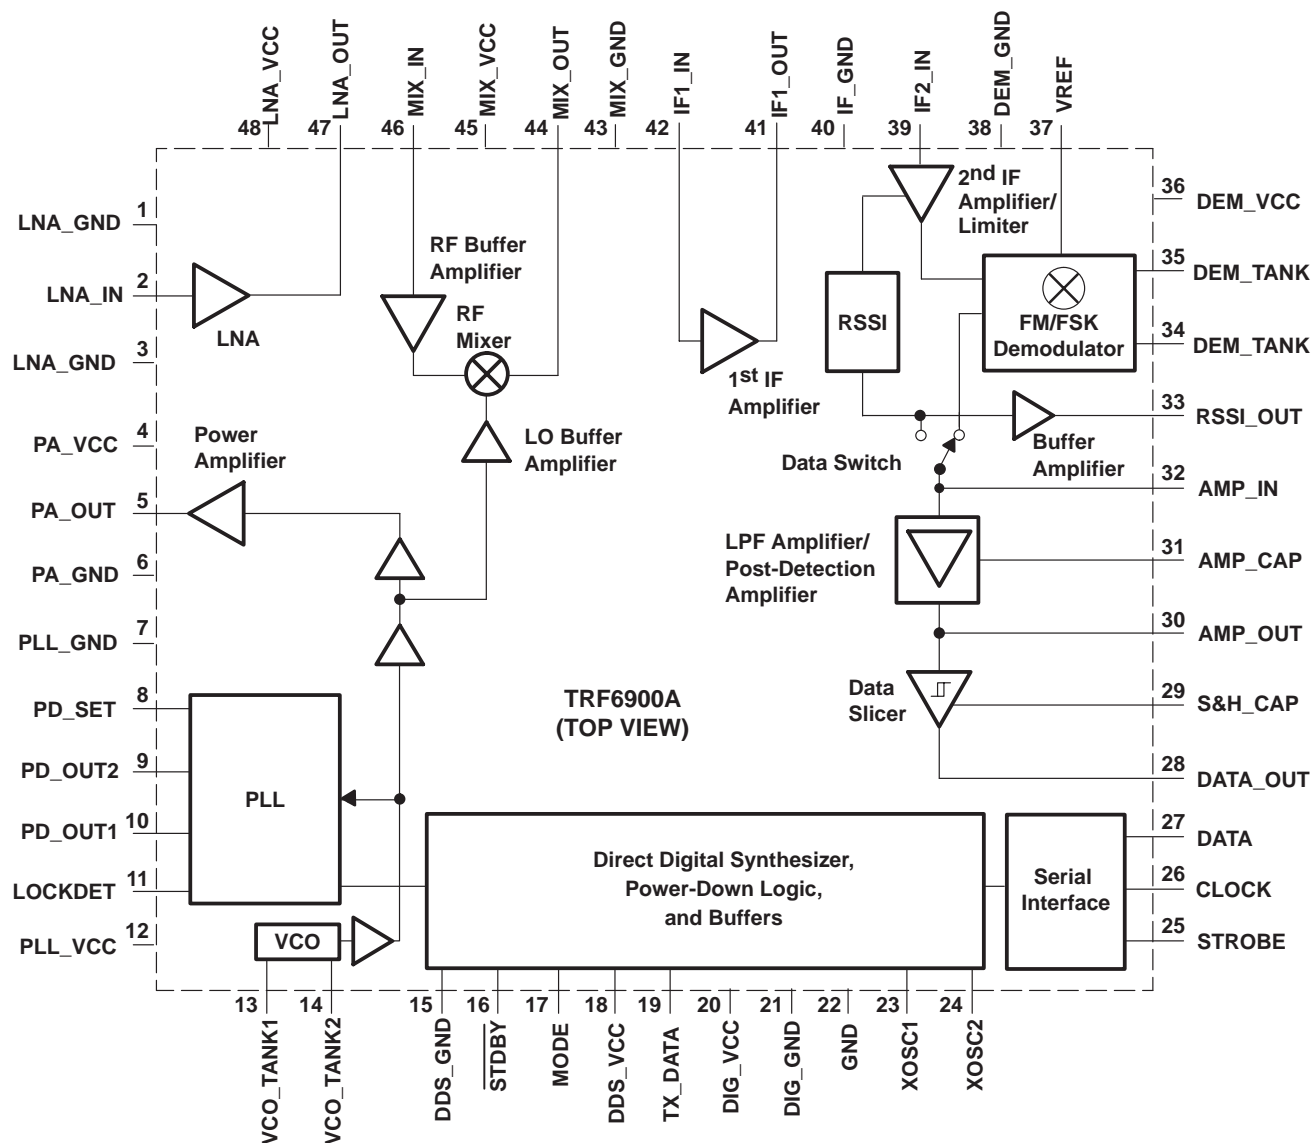 48
LNA_VCC
47
LNA_OUT
46
MIX_IN
45
MIX_VCC
44
MIX_OUT
43
MIX_GND
42
IF1_IN
41
IF1_OUT
40
IF_GND
39
IF2_IN
38
DEM_GND
37
VREF
LNA_GND
1
LNA_IN
2
LNA_GND
3
PA_VCC
4
PA_OUT
5
PA_GND
6
PLL_GND
7
PD_SET
8
PD_OUT2
9
PD_OUT1
10
LOCKDET
11
PLL_VCC
12
LNA
RF Buffer
Amplifier
RF
Mixer
1st IF
Amplifier
2nd IF
Amplifier/
Limiter
RSSI
FM/FSK
Demodulator
Power
Amplifier
LO Buffer
Amplifier
Data Switch
Buffer
Amplifier
LPF Amplifier/
Post-Detection
Amplifier
Data
Slicer
TRF6900A
(TOP VIEW)
PLL
VCO
Direct Digital Synthesizer,
Power-Down Logic,
and Buffers
Serial
Interface
36
DEM_VCC
35
DEM_TANK
34
DEM_TANK
33
RSSI_OUT
32
AMP_IN
31
AMP_CAP
30
AMP_OUT
29
S&H_CAP
28
DATA_OUT
27
DATA
26
CLOCK
25
STROBE
13
VCO_TANK1
14
VCO_TANK2
15
DDS_GND
16
STDBY
17
MODE
18
DDS_VCC
19
TX_DATA
20
DIG_VCC
21
DIG_GND
22
GND
23
XOSC1
24
XOSC2